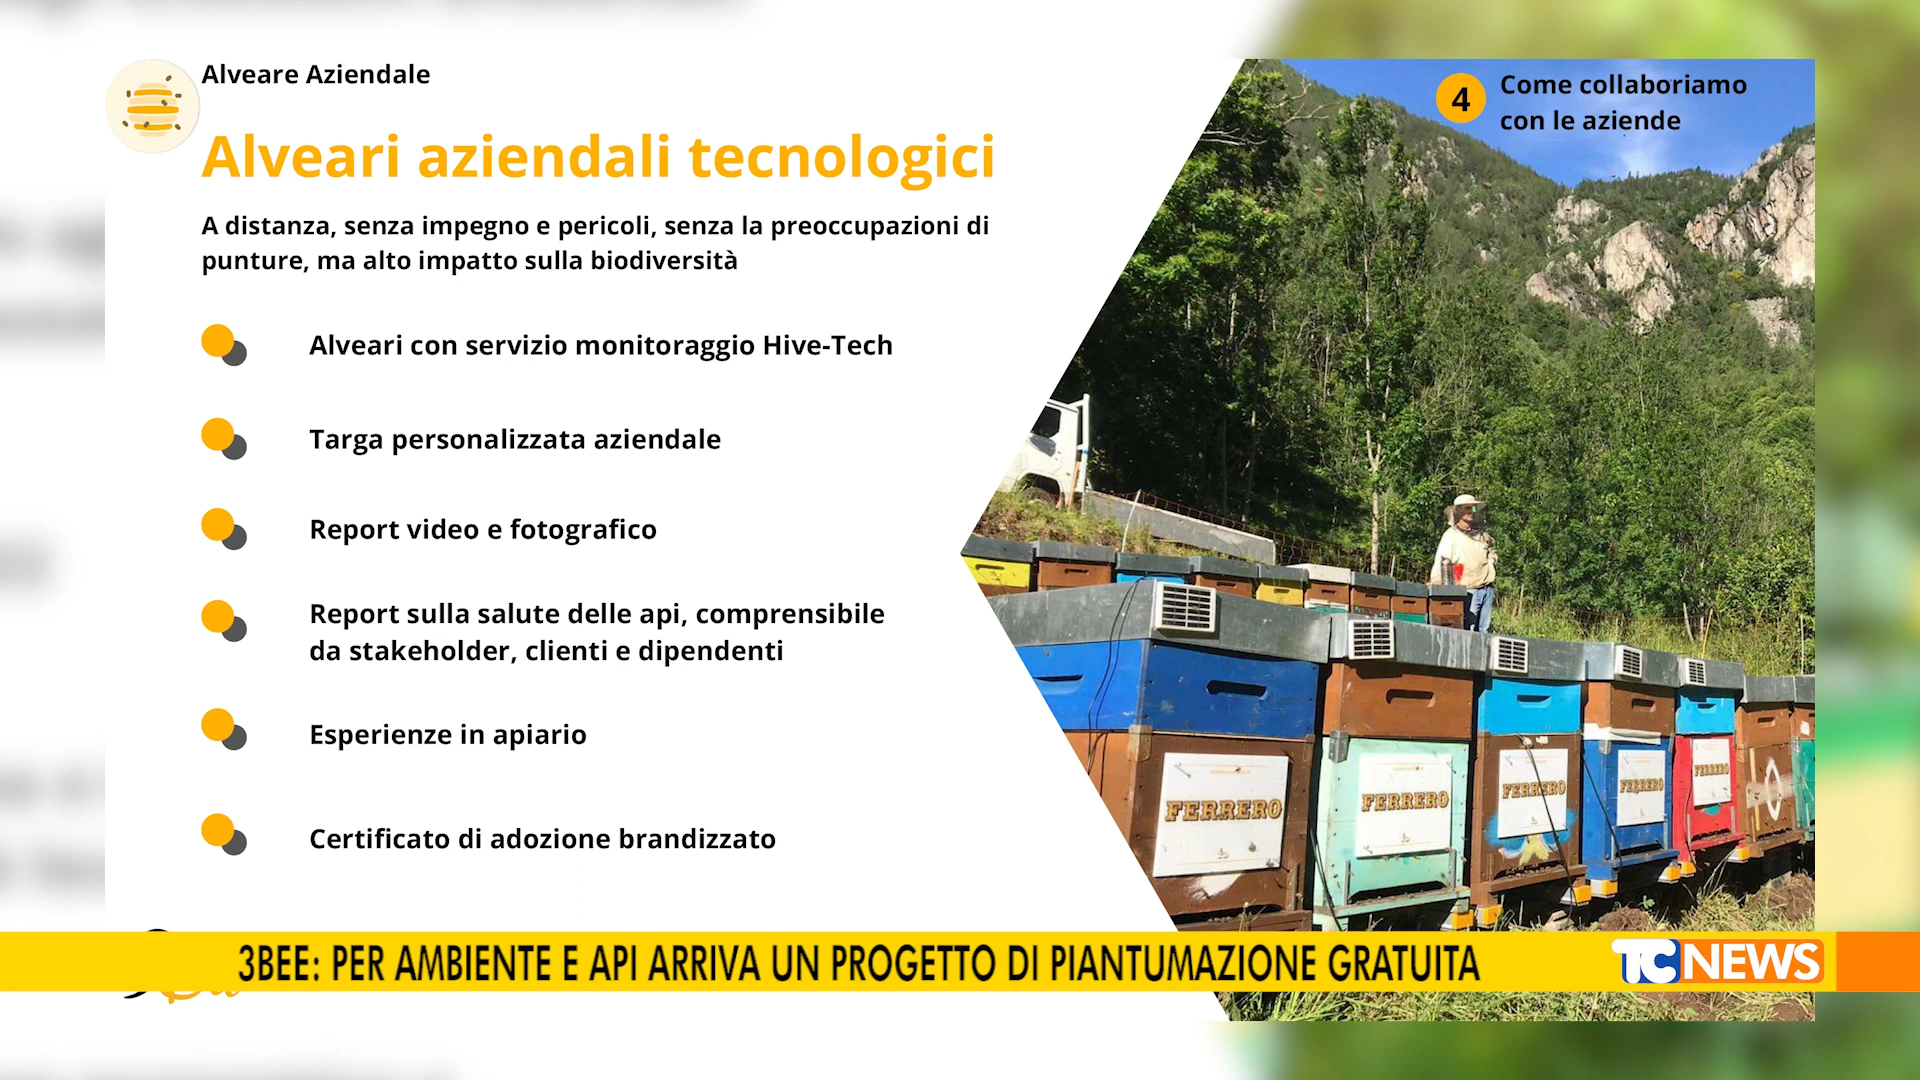 Alveare Aziendale
4
Come collaboriamo
con le aziende
Alveari aziendali tecnologici
A distanza, senza impegno e pericoli, senza la preoccupazioni di
punture, ma alto impatto sulla biodiversità
Alveari con servizio monitoraggio Hive-Tech
Targa personalizzata aziendale
Report video e fotografico
Report sulla salute delle api, comprensibile
da stakeholder, clienti e dipendenti
Esperienze in apiario
Certificato di adozione brandizzato
FERRERO
FERRERO
FERRERO
FERRERO
FERRERO
3BEE: PER AMBIENTE E API ARRIVA UN PROGETTO DI PIANTUMAZIONE GRATUITA
TC NEWS